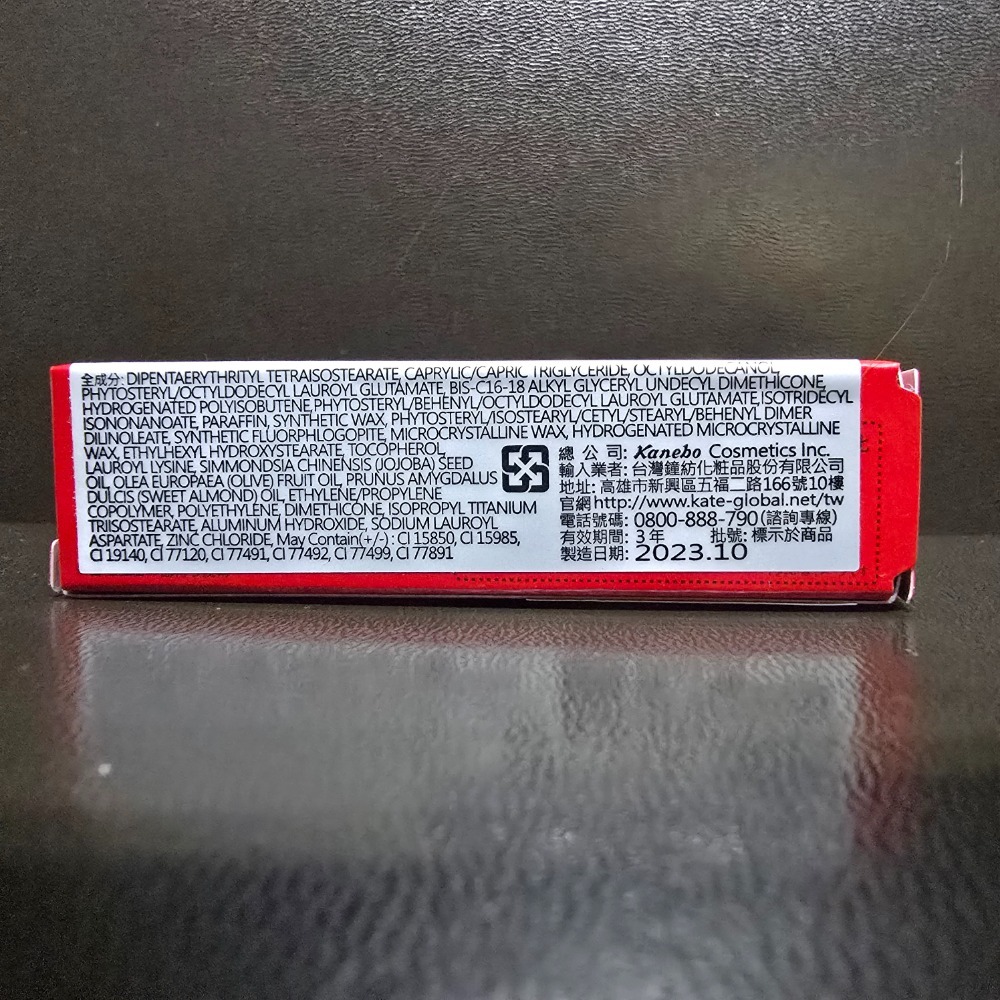 全成分: DIPENTAERYTHRITYL TETRAISOSTEARATE, CAPRYLIC/CAPRIC TRIGLYCERIDE, OCTYLDODECANOL,
PHYTOSTERYL/OCTYLDODECYL LAUROYL GLUTAMATE, BIS-C16-18 ALKYL GLYCERYL UNDECYL DIMETHICONE,
HYDROGENATED POLYISOBUTENE, PHYTOSTERYL/BEHENYL/OCTYLDODECYL LAUROYL GLUTAMATE, ISOTRIDECYL
ISONONANOATE, PARAFFIN, SYNTHETIC WAX, PHYTOSTERYL/ISOSTEARYL/CETYL/STEARYL/BEHENYL DIMER
DILINOLEATE, SYNTHETIC FLUORPHLOGOPITE, MICROCRYSTALLINE WAX, HYDROGENATED MICROCRYSTALLINE
WAX, ETHYLHEXYL HYDROXYSTEARATE, TOCOPHEROL,
LAUROYL LYSINE, SIMMONDSIA CHINENSIS (JOJOBA) SEED
OIL, OLEA EUROPAEA (OLIVE) FRUIT OIL, PRUNUS AMYGDALUS
DULCIS (SWEET ALMOND) OIL, ETHYLENE/PROPYLENE
COPOLYMER, POLYETHYLENE, DIMETHICONE, ISOPROPYL TITANIUM
TRIISOSTEARATE, ALUMINUM HYDROXIDE, SODIUM LAUROYL
ASPARTATE, ZINC CHLORIDE, May Contain(+/-): CI 15850, CI 15985,
CI 19140, CI 77120, CI 77491, CI 77492, CI 77499, CI 77891
總 公 司: Kanebo Cosmetics Inc.
輸入業者: 台灣鐘紡化粧品股份有限公司
地址: 高雄市新興區五福二路166號10樓
官網http://www.kate-global.net/tw
電話號碼: 0800-888-790(諮詢專線)
有效期間: 3年 批號: 標示於商品
製造日期: 2023.10